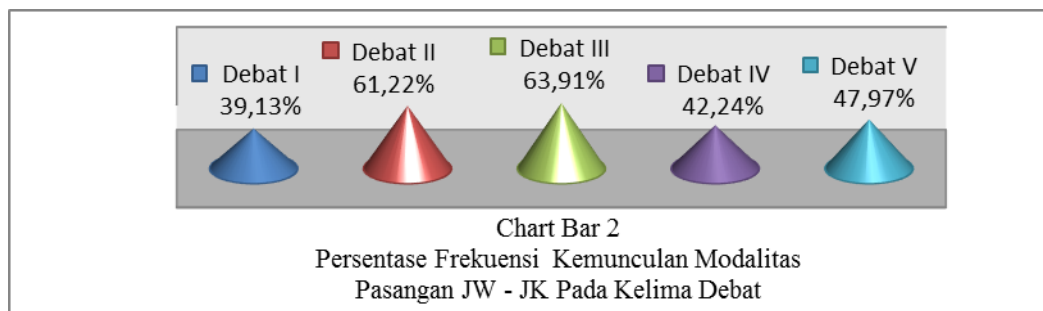 Debat I
39,13%
Debat II
61,22%
Debat III
63,91%
Debat IV
42,24%
Debat V
47,97%
Chart Bar 2
Persentase Frekuensi Kemunculan Modalitas
Pasangan JW - JK Pada Kelima Debat